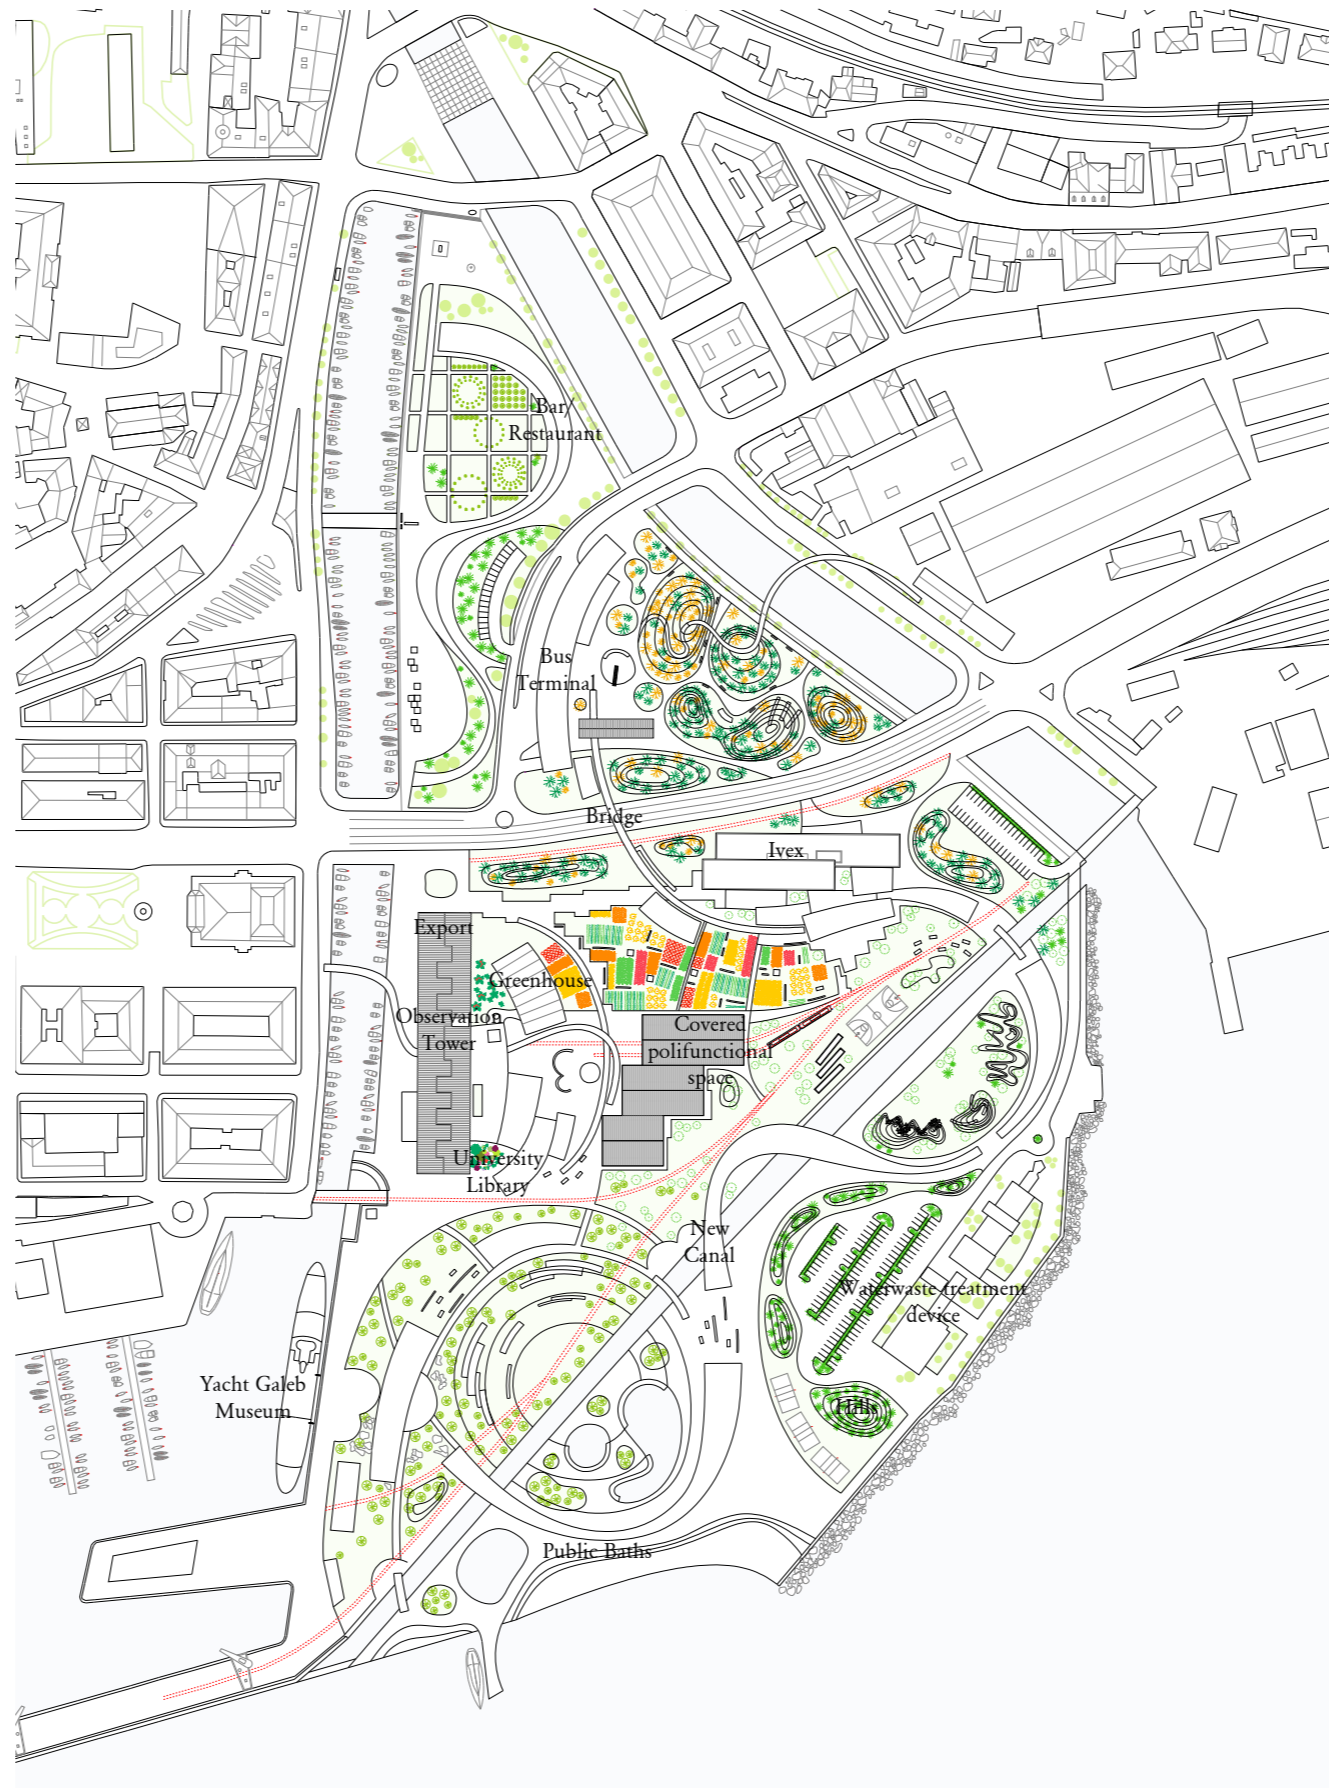 Bar/
Restaurant
Bus
Terminal
Bridge
Ivex
Export
Greenhouse
Observation
Tower
Covered
polifunctional
space
University
Library
New
Canal
Waterwaste treatment
device
Yacht Galeb
Museum
Hills
Public Baths